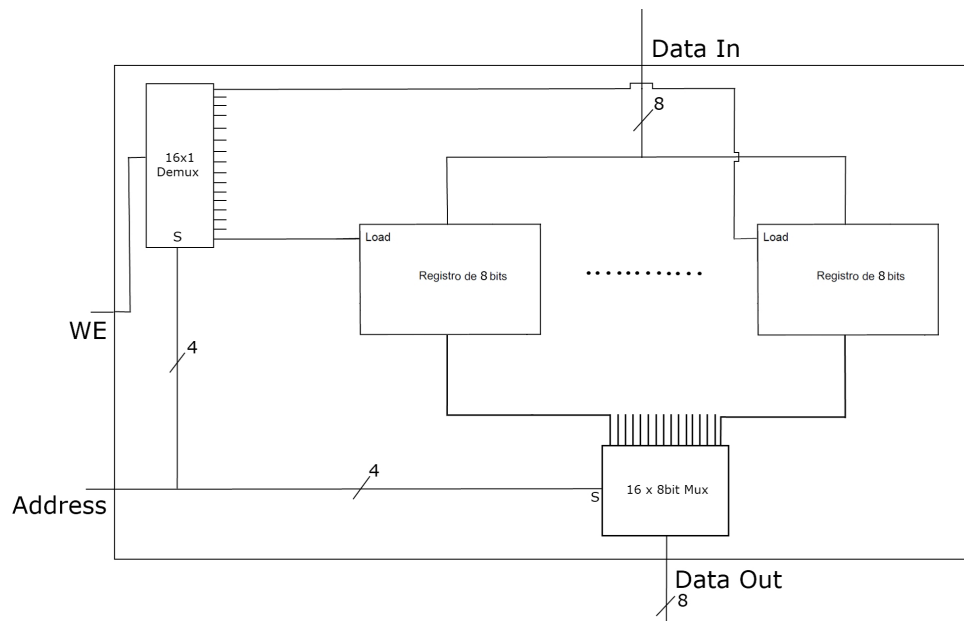 Data In
8
16x1
Demux
S
Load
Registro de 8 bits
Load
Registro de 8 bits
WE
4
Address
4
S
16 x 8bit Mux
Data Out
8